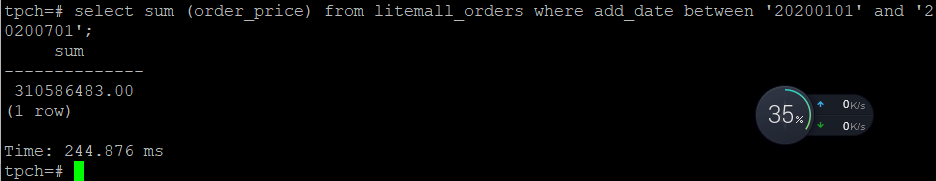 tpch=# select sum (order_price) from litemall_orders where add_date between '20200101' and '2
0200701';
sum
--------------
310586483.00
(1 row)
Time: 244.876 ms
tpch=#
35%
0K/s
0K/s